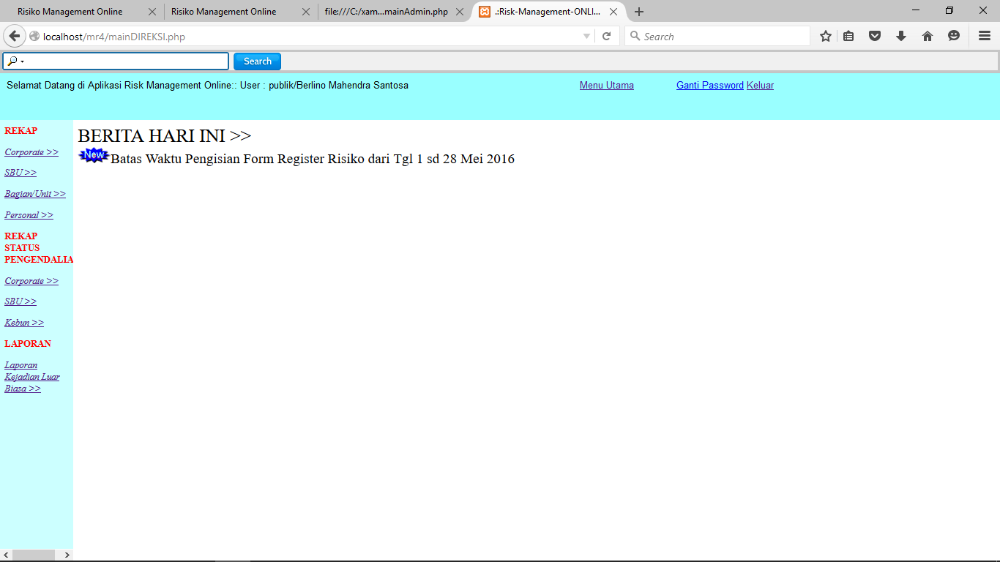 Risiko Management Online
Risiko Management Online
file:///C:/xam...mainAdmin.php
.:Risk-Management-ONLI...
localhost/mr4/mainDIREKSI.php
Search
Search
Selamat Datang di Aplikasi Risk Management Online:: User : publik/Berlino Mahendra Santosa
Menu Utama
Ganti Password Keluar
REKAP
Corporate >>
SBU >>
Bagian/Unit >>
Personal >>
REKAP
STATUS
PENGENDALIA
Corporate >>
SBU >>
Kebun >>
LAPORAN
Laporan
Kejadian Luar
Biasa >>
BERITA HARI INI >>
New Batas Waktu Pengisian Form Register Risiko dari Tgl 1 sd 28 Mei 2016